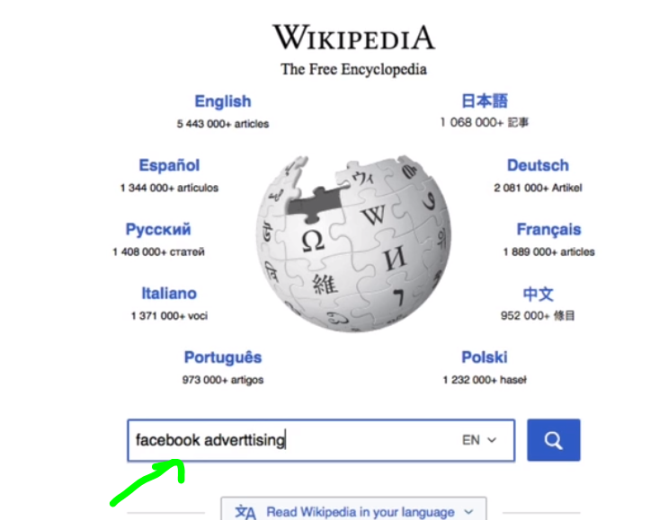 WIKIPEDIA
The Free Encyclopedia
English
5 443 000+ articles
日本語
1 068 000+ 記事
Español
1 344 000+ artículos
Deutsch
2 081 000+ Artikel
Русский
1 408 000+ статей
Français
1 889 000+ articles
Italiano
1 371 000+ voci
中文
952 000+ 條目
Português
973 000+ artigos
Polski
1 232 000+ haseł
ウィ
W
Ω
И
維
facebook adverttising
EN
Read Wikipedia in your language